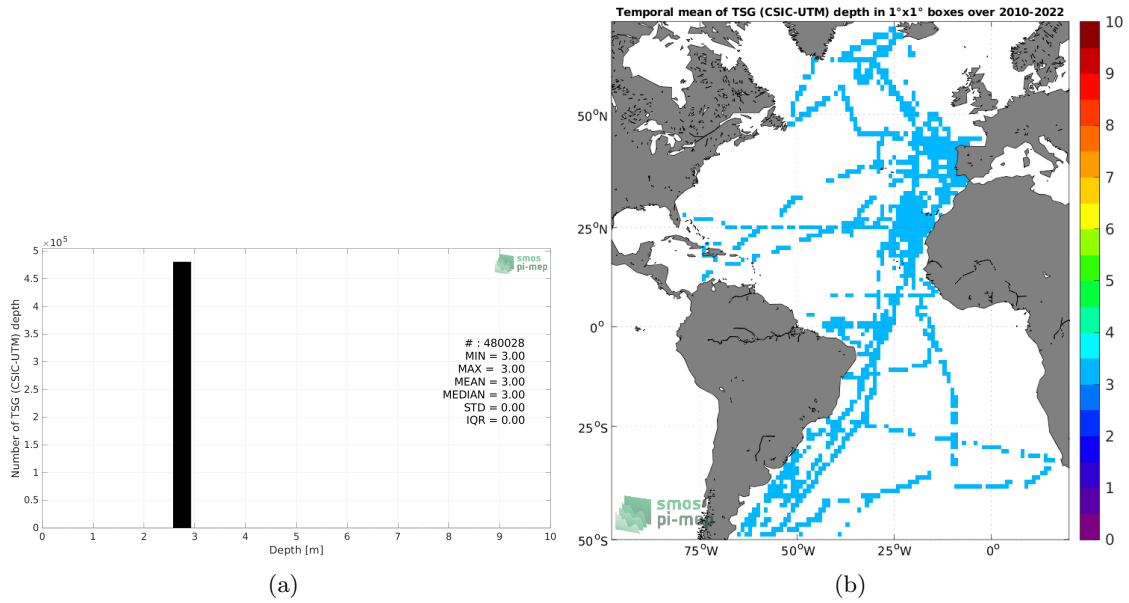 ×10⁵
5
4.5
4
3.5
3
2.5
2
1.5
1
0.5
0
Number of TSG (CSIC-UTM) depth
smos
pi-mep
# : 480028
MIN = 3.00
MAX = 3.00
MEAN = 3.00
MEDIAN = 3.00
STD = 0.00
IQR = 0.00
0 1 2 3 4 5 6 7 8 9 10
Depth [m]
(a)
Temporal mean of TSG (CSIC-UTM) depth in 1°x1° boxes over 2010-2022
50°N
25°N
0°
25°S
50°S
75°W 50°W 25°W 0°
smos
pi-mep
10
9
8
7
6
5
4
3
2
1
0
(b)